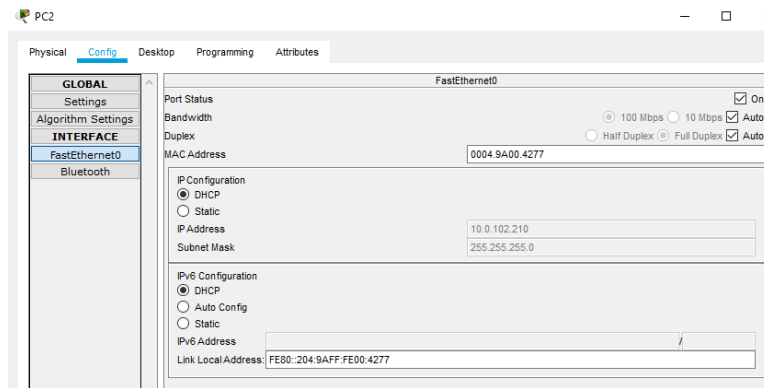 PC2
Physical Config Desktop Programming Attributes
GLOBAL
Settings
Algorithm Settings
INTERFACE
FastEthernet0
Bluetooth
FastEthernet0
Port Status On
Bandwidth 100 Mbps 10 Mbps Auto
Duplex Half Duplex Full Duplex Auto
MAC Address 0004.9A00.4277
IP Configuration
DHCP
Static
IP Address 10.0.102.210
Subnet Mask 255.255.255.0
IPv6 Configuration
DHCP
Auto Config
Static
IPv6 Address /
Link Local Address: FE80::204:9AFF:FE00:4277